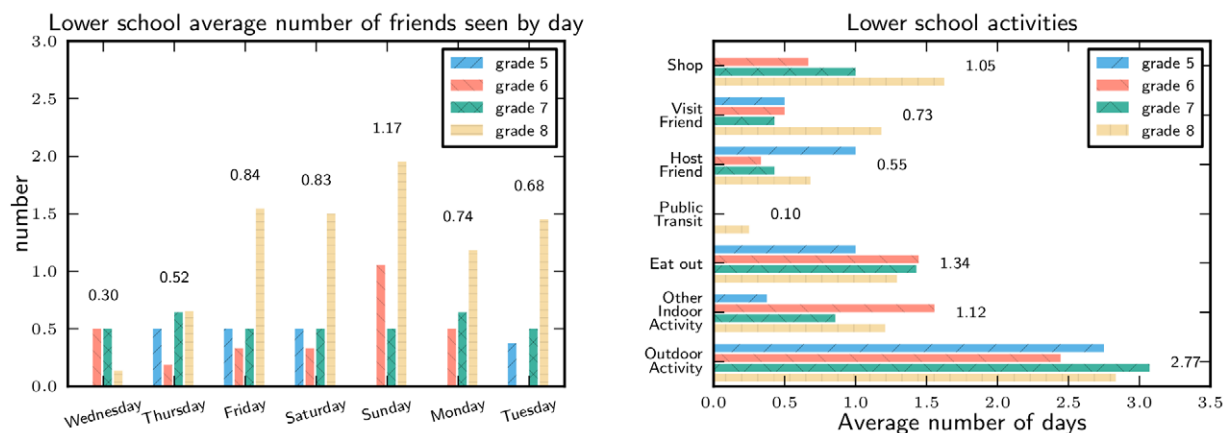 Lower school average number of friends seen by day
3.0
2.5
2.0
1.5
1.0
0.5
0.0
number
grade 5
grade 6
grade 7
grade 8
0.30
0.52
0.84
0.83
1.17
0.74
0.68
Wednesday
Thursday
Friday
Saturday
Sunday
Monday
Tuesday
Lower school activities
grade 5
grade 6
grade 7
grade 8
Shop
1.05
Visit
Friend
0.73
Host
Friend
0.55
Public
Transit
0.10
Eat out
1.34
Other
Indoor
Activity
1.12
Outdoor
Activity
2.77
0.0 0.5 1.0 1.5 2.0 2.5 3.0 3.5
Average number of days